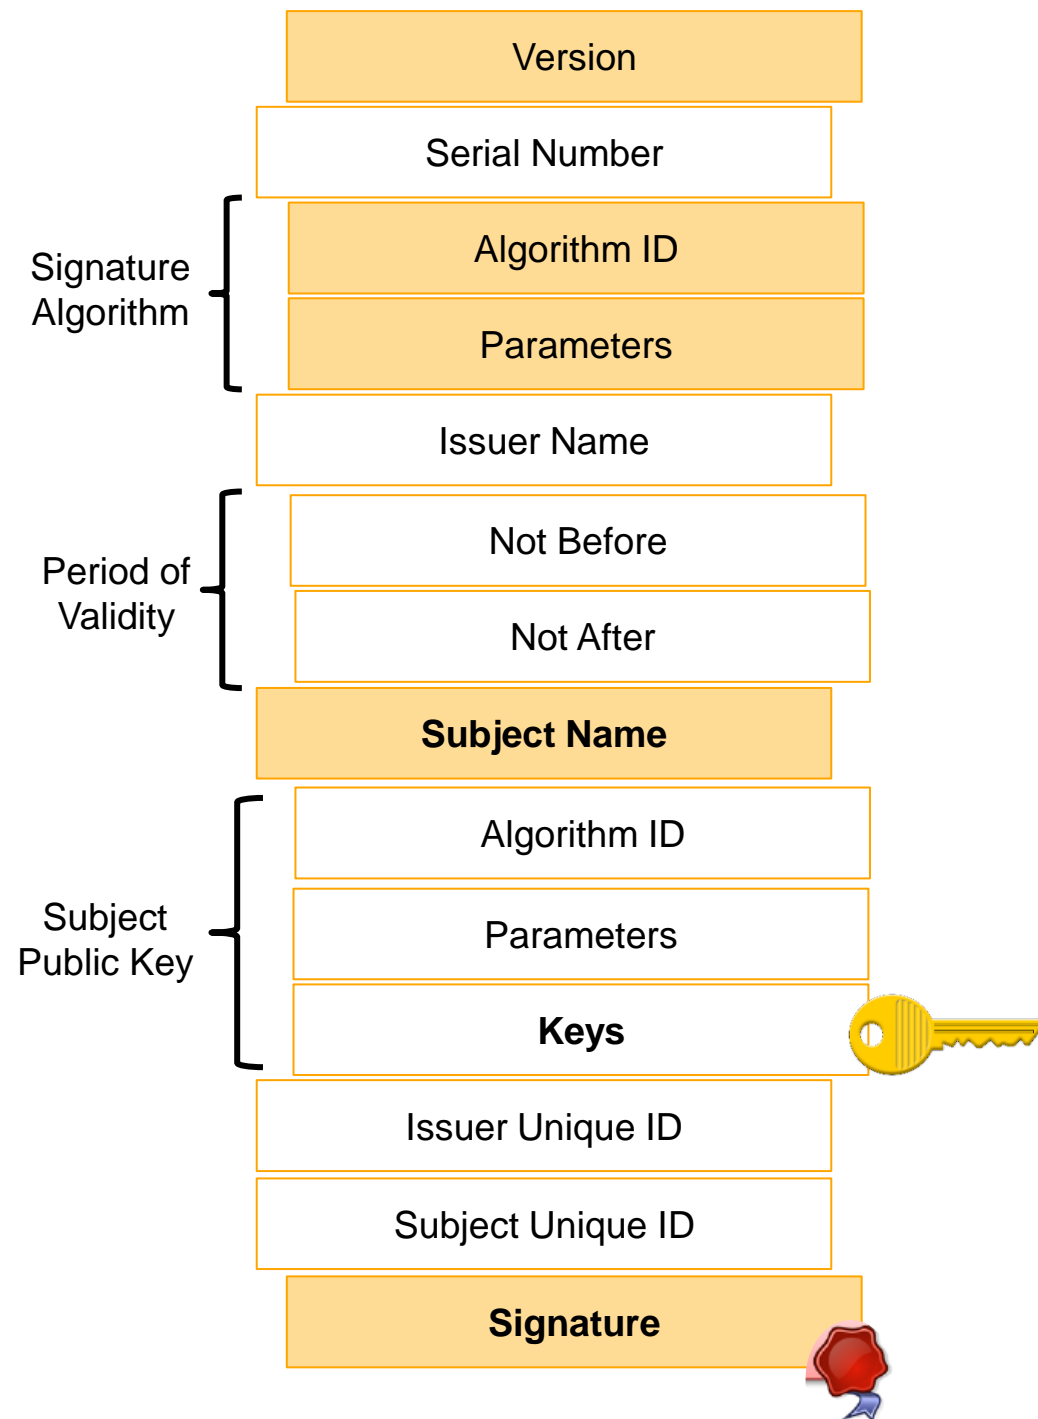 Version
Serial Number
Signature
Algorithm
Algorithm ID
Parameters
Issuer Name
Period of
Validity
Not Before
Not After
Subject Name
Subject
Public Key
Algorithm ID
Parameters
Keys
Issuer Unique ID
Subject Unique ID
Signature